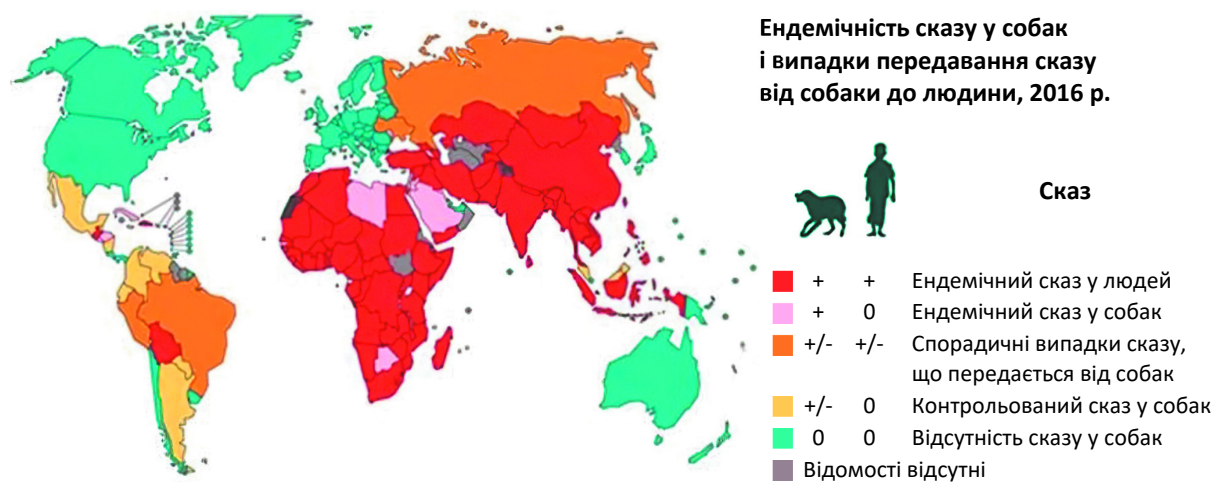 Ендемічність сказу у собак
і випадки передавання сказу
від собаки до людини, 2016 р.
Сказ
+ + Ендемічний сказ у людей
+ 0 Ендемічний сказ у собак
+/- +/- Спорадичні випадки сказу,
що передається від собак
+/- 0 Контрольований сказ у собак
0 0 Відсутність сказу у собак
Відомості відсутні